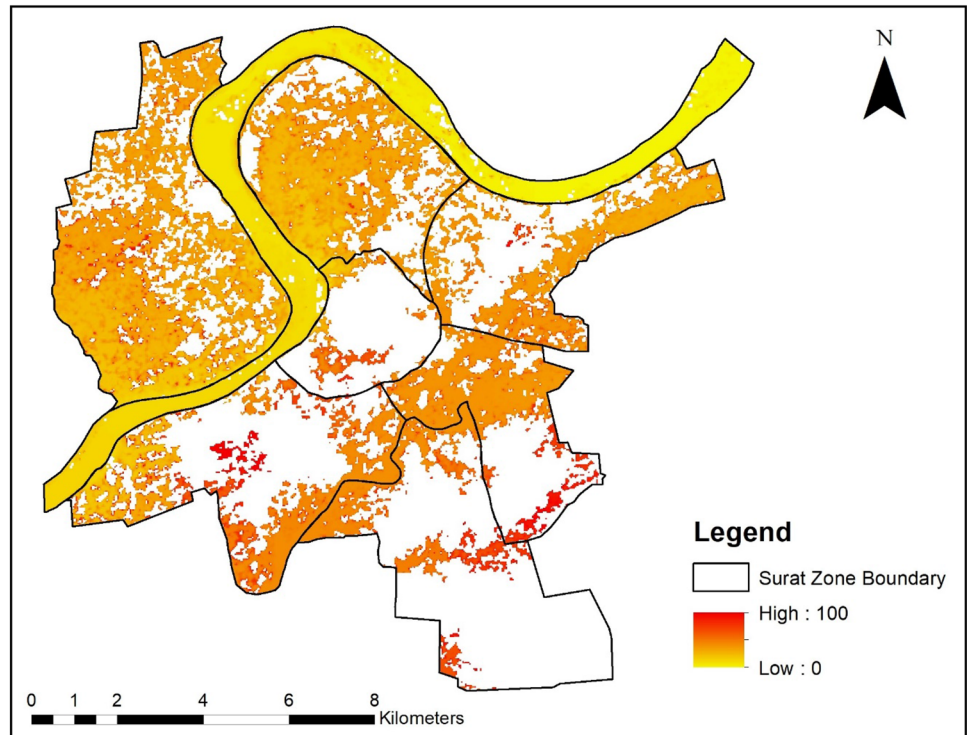 N
Legend
Surat Zone Boundary
High : 100
Low : 0
0 1 2 4 6 8
Kilometers